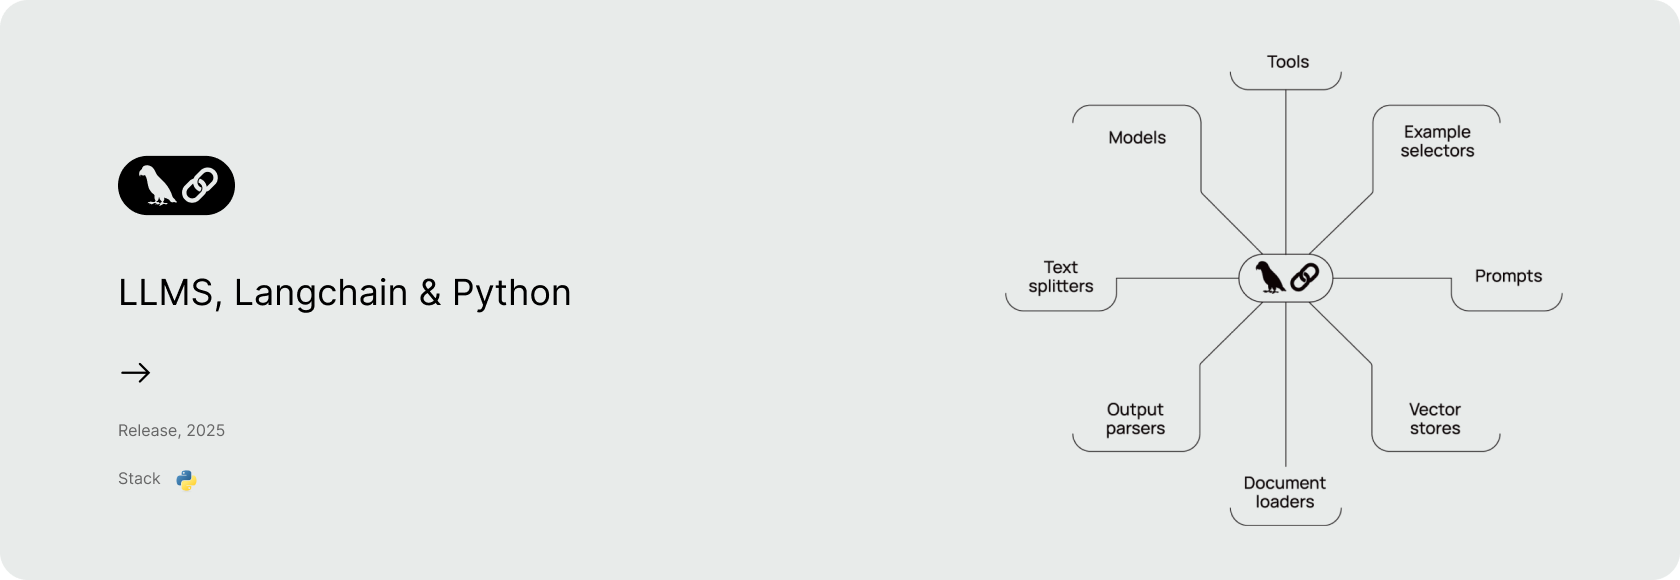 LLMS, Langchain & Python
Release, 2025
Stack
Tools
Models
Example
selectors
Text
splitters
Prompts
Output
parsers
Vector
stores
Document
loaders